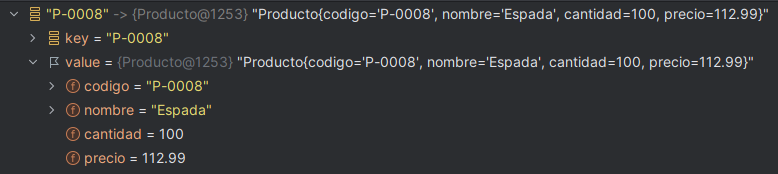 "P-0008" -> {Producto@1253} "Producto{codigo='P-0008', nombre='Espada', cantidad=100, precio=112.99}"
key = "P-0008"
value = {Producto@1253} "Producto{codigo='P-0008', nombre='Espada', cantidad=100, precio=112.99}"
f codigo = "P-0008"
f nombre = "Espada"
f cantidad = 100
f precio = 112.99